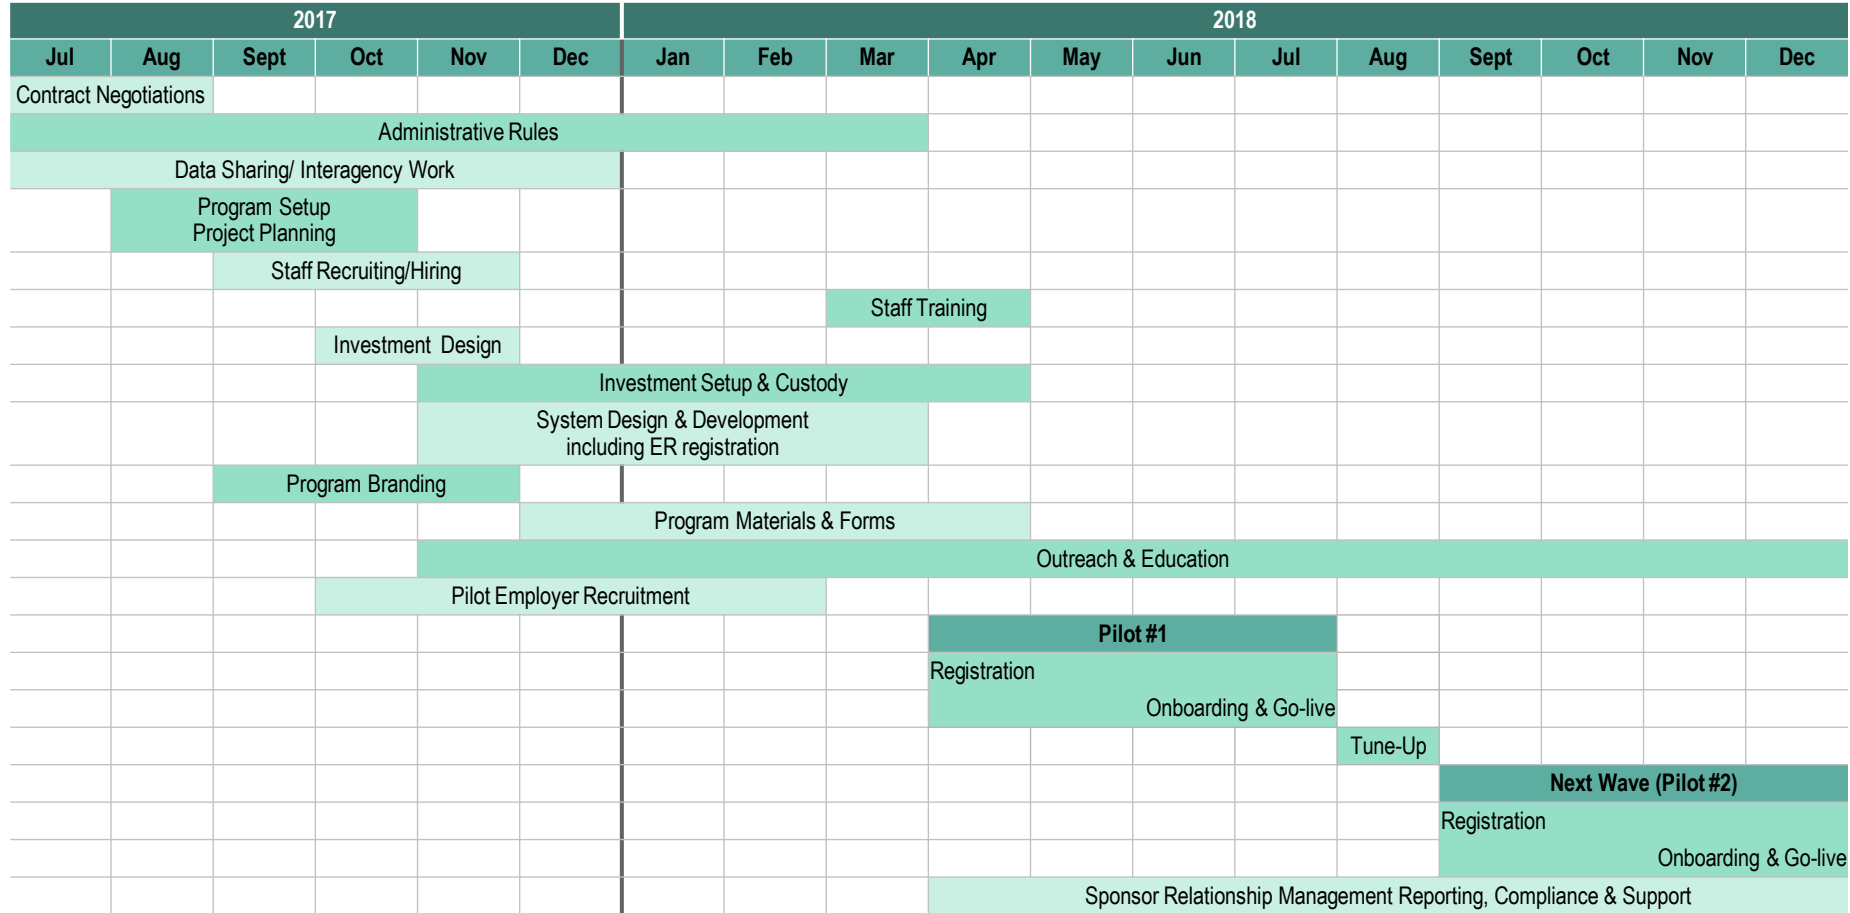 2017 2018
Jul Aug Sept Oct Nov Dec Jan Feb Mar Apr May Jun Jul Aug Sept Oct Nov Dec
Contract Negotiations
Administrative Rules
Data Sharing/ Interagency Work
Program Setup
Project Planning
Staff Recruiting/Hiring
Staff Training
Investment Design
Investment Setup & Custody
System Design & Development
including ER registration
Program Branding
Program Materials & Forms
Outreach & Education
Pilot Employer Recruitment
Pilot #1
Registration
Onboarding & Go-live
Tune-Up
Next Wave (Pilot #2)
Registration
Onboarding & Go-live
Sponsor Relationship Management Reporting, Compliance & Support